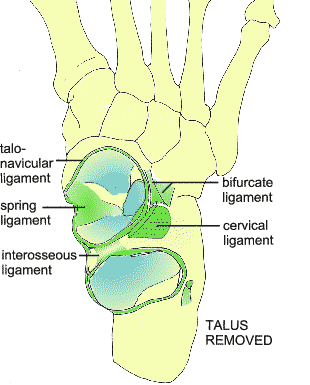 talo-
navicular
ligament
spring
ligament
interosseous
ligament
bifurcate
ligament
cervical
ligament
TALUS
REMOVED